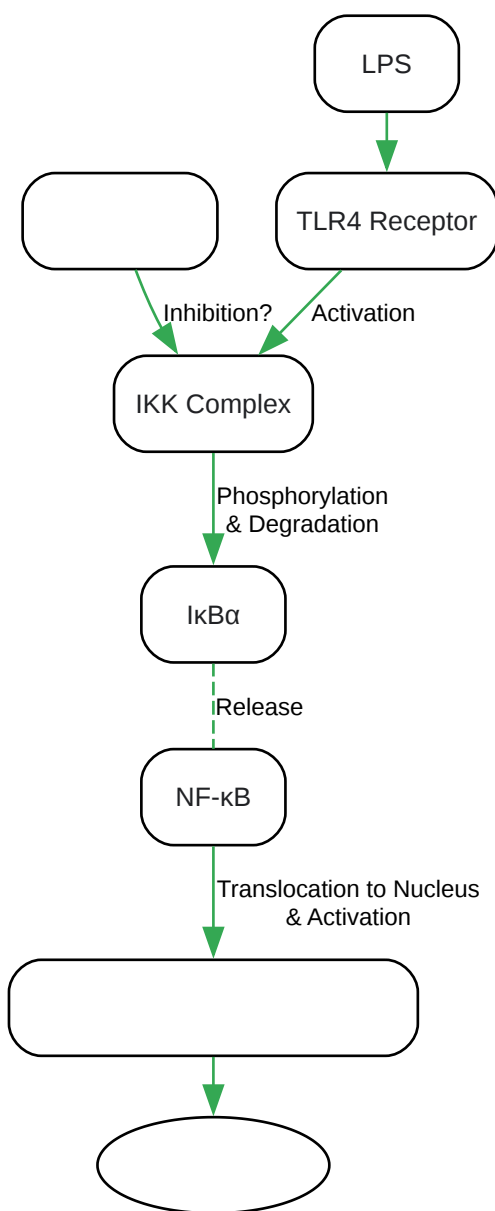 LPS
TLR4 Receptor
Inhibition?
Activation
IKK Complex
Phosphorylation
& Degradation
IκBα
Release
NF-κB
Translocation to Nucleus
& Activation